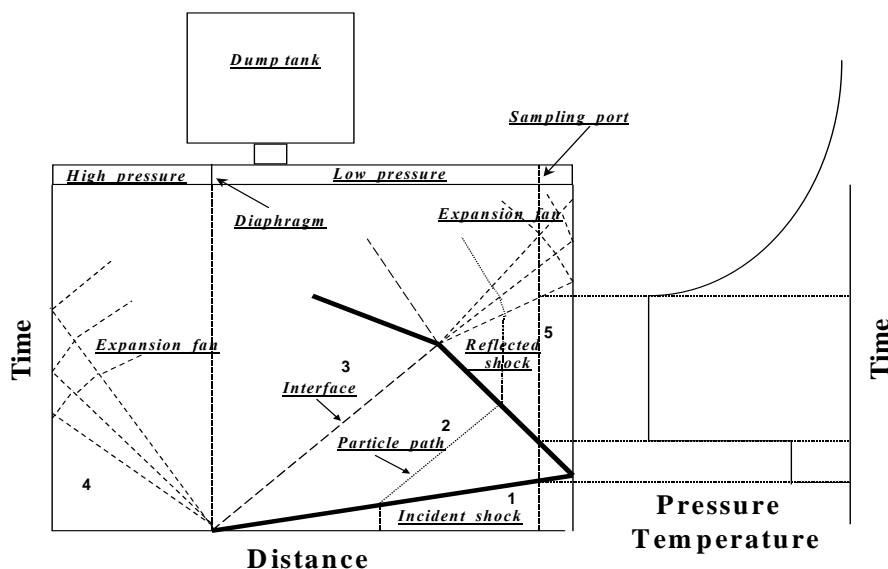 Dump tank
Sampling port
High pressure
Low pressure
Diaphragm
Expansion fan
Time
Expansion fan
3
Interface
5
Reflected
shock
2
Particle path
4
1
Incident shock
Distance
Pressure
Temperature
Time